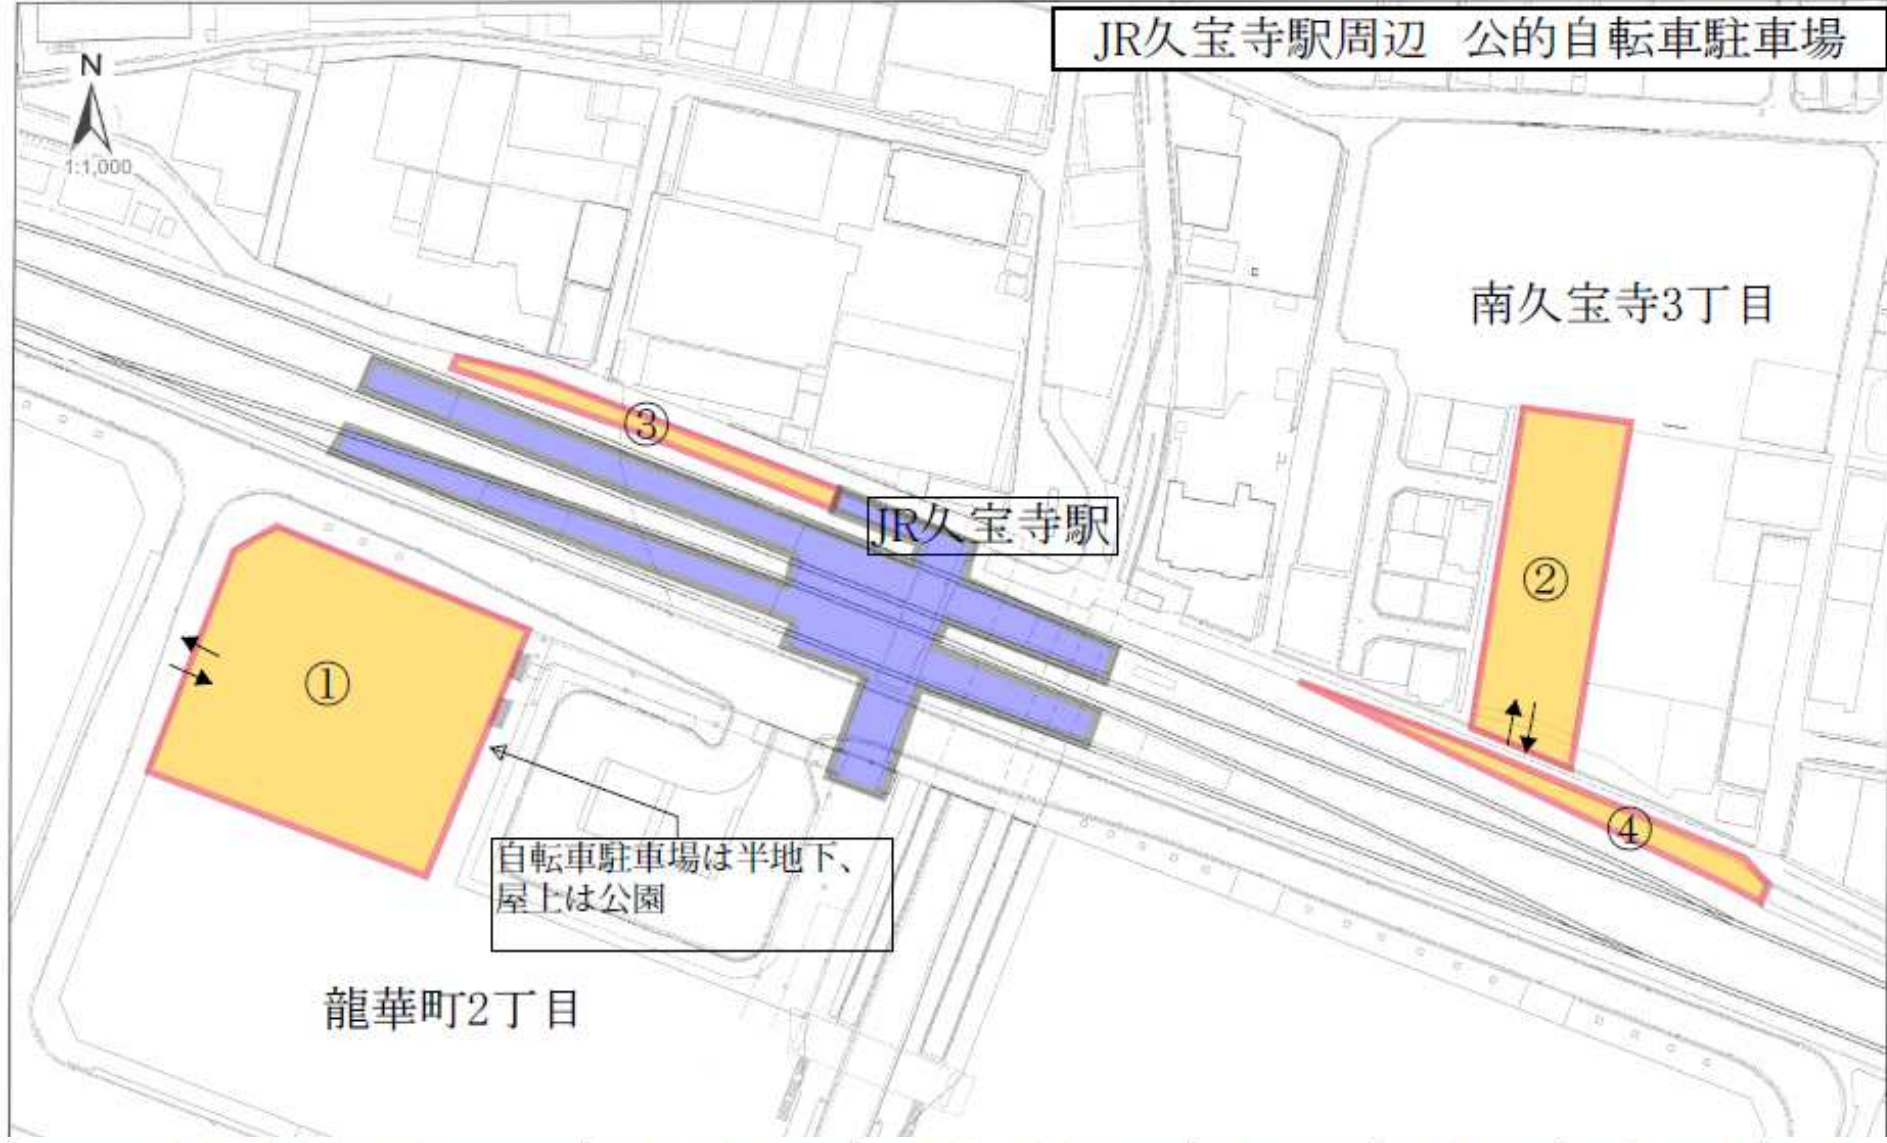 JR久宝寺駅周辺 公的自転車駐車場
N
1:1,000
南久宝寺3丁目
③
JR久宝寺駅
②
①
④
自転車駐車場は半地下、
屋上は公園
龍華町2丁目